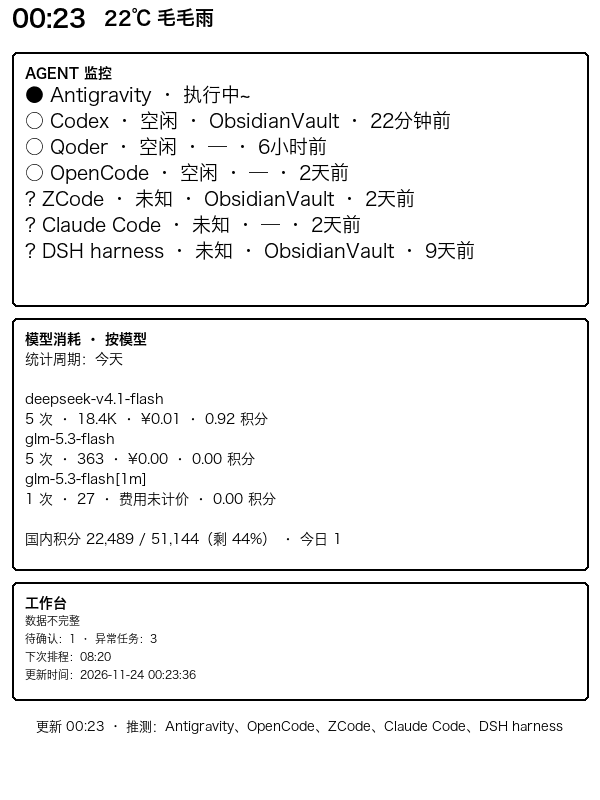 00:23 22℃ 毛毛雨
AGENT 监控
● Antigravity · 执行中~
○ Codex · 空闲 · ObsidianVault · 22分钟前
○ Qoder · 空闲 · — · 6小时前
○ OpenCode · 空闲 · — · 2天前
? ZCode · 未知 · ObsidianVault · 2天前
? Claude Code · 未知 · — · 2天前
? DSH harness · 未知 · ObsidianVault · 9天前
模型消耗 · 按模型
统计周期: 今天
deepseek-v4.1-flash
5 次 · 18.4K · ¥0.01 · 0.92 积分
glm-5.3-flash
5 次 · 363 · ¥0.00 · 0.00 积分
glm-5.3-flash[1m]
1 次 · 27 · 费用未计价 · 0.00 积分
国内积分 22,489 / 51,144（剩 44%） · 今日 1
工作台
数据不完整
待确认: 1 · 异常任务: 3
下次排程: 08:20
更新时间: 2026-11-24 00:23:36
更新 00:23 · 推测: Antigravity、OpenCode、ZCode、Claude Code、DSH harness